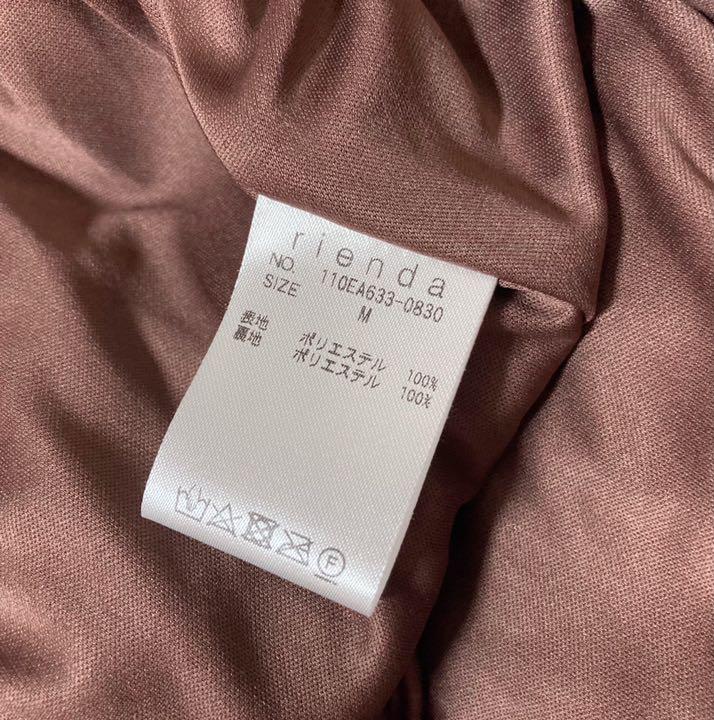 rienda
NO. 110EA633-0830
SIZE M
表地 ポリエステル 100%
裏地 ポリエステル 100%
F